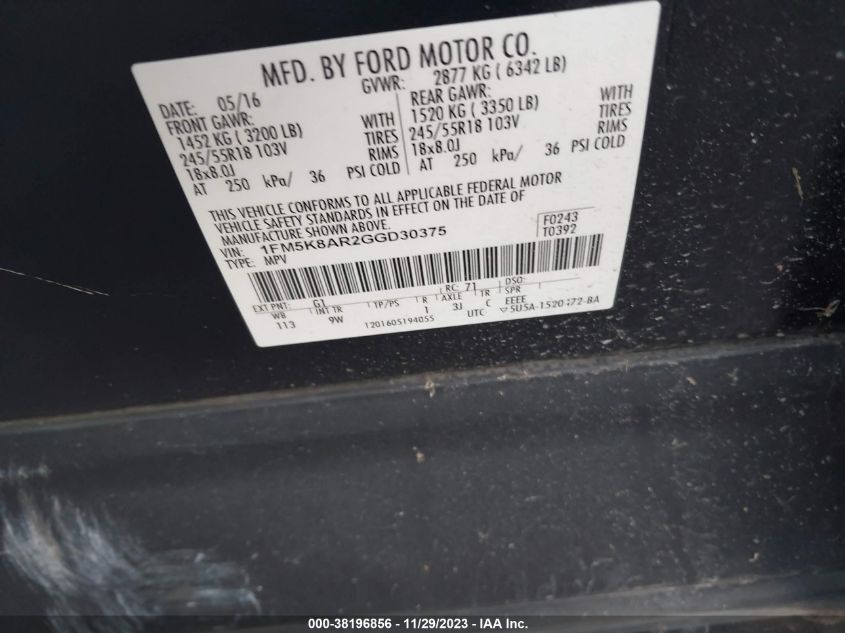 MFD. BY FORD MOTOR CO.
DATE: 05/16 GVWR: 2877 KG ( 6342 LB)
FRONT GAWR: REAR GAWR:
1452 KG ( 3200 LB) WITH 1520 KG ( 3350 LB) WITH
245/55R18 103V TIRES 245/55R18 103V TIRES
18x8.0J RIMS 18x8.0J RIMS
AT 250 kPa/ 36 PSI COLD AT 250 kPa/ 36 PSI COLD
THIS VEHICLE CONFORMS TO ALL APPLICABLE FEDERAL MOTOR
VEHICLE SAFETY STANDARDS IN EFFECT ON THE DATE OF
MANUFACTURE SHOWN ABOVE.
VIN: 1FM5K8AR2GGD30375 F0243
TYPE: MPV T0392
EXT PNT: G1 RC: 71 DSO:
WB INT TR TP/PS R AXLE TR SPR
113 9W 1 3J C EEEE
1201605194055 UTC ▽5U5A-1520472-BA
000-38196856 - 11/29/2023 - IAA Inc.